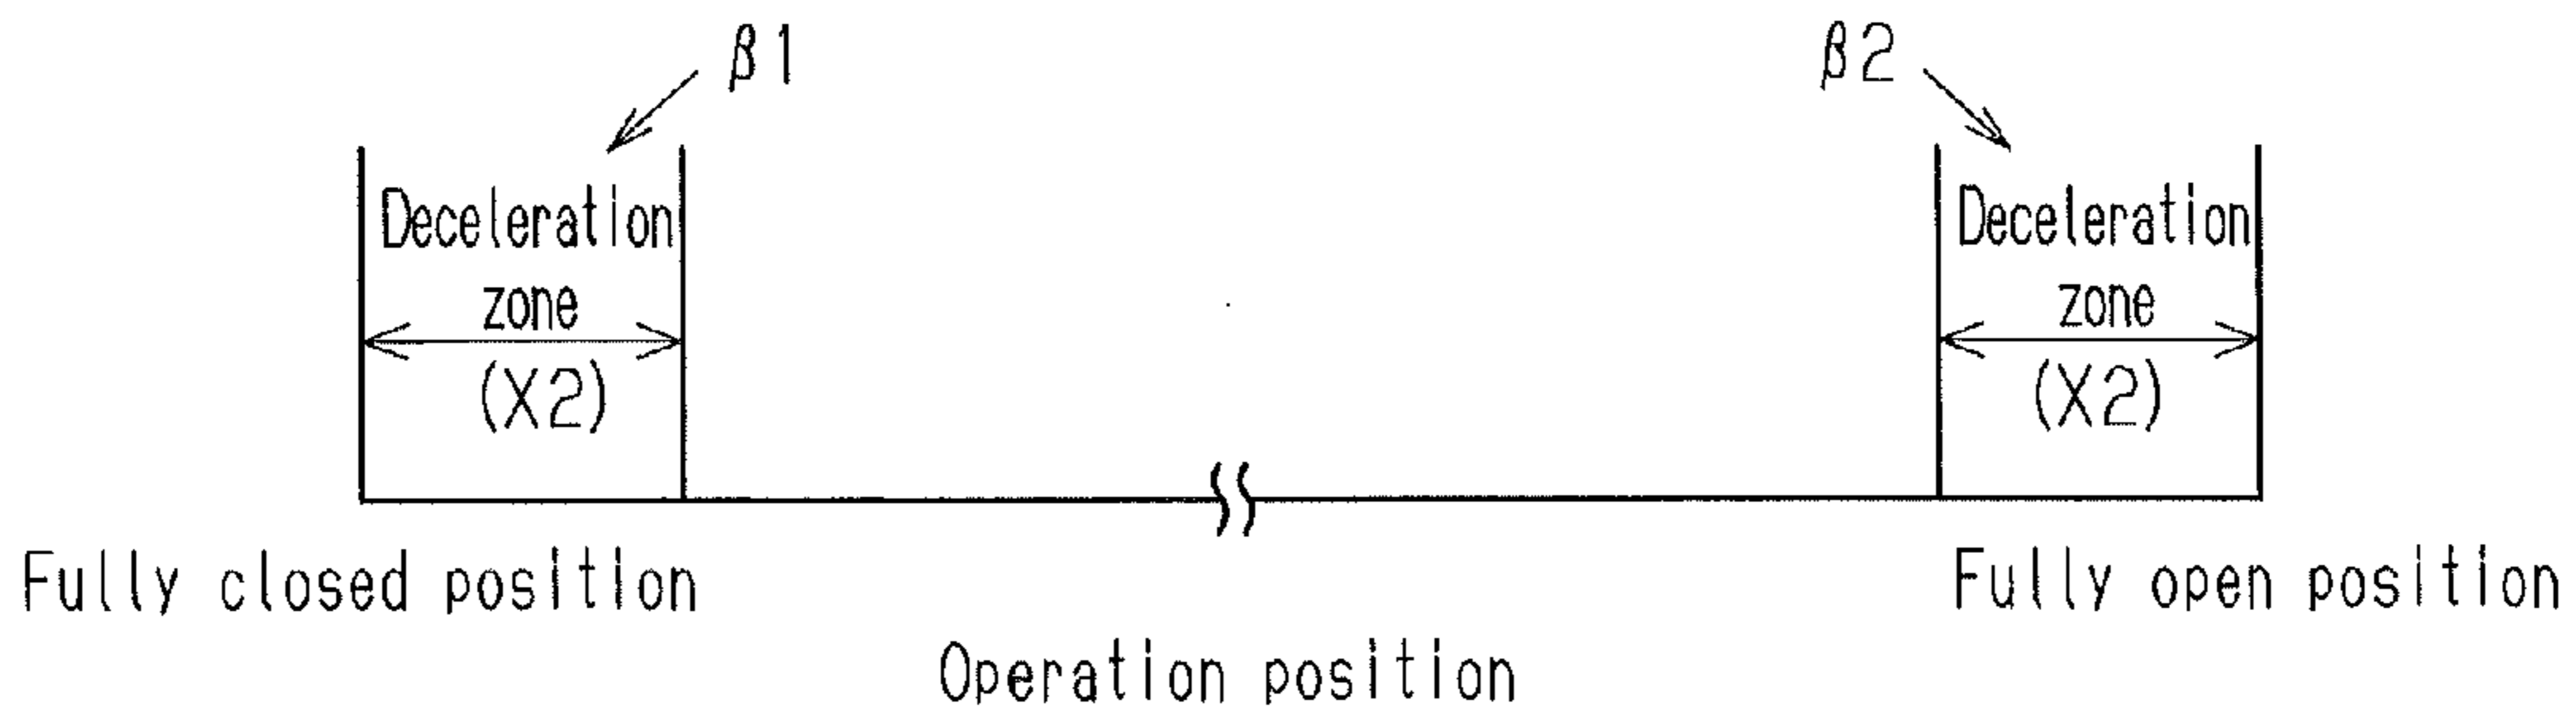 β1
β2
Deceleration
zone
(X2)
Deceleration
zone
(X2)
Fully closed position
Fully open position
Operation position